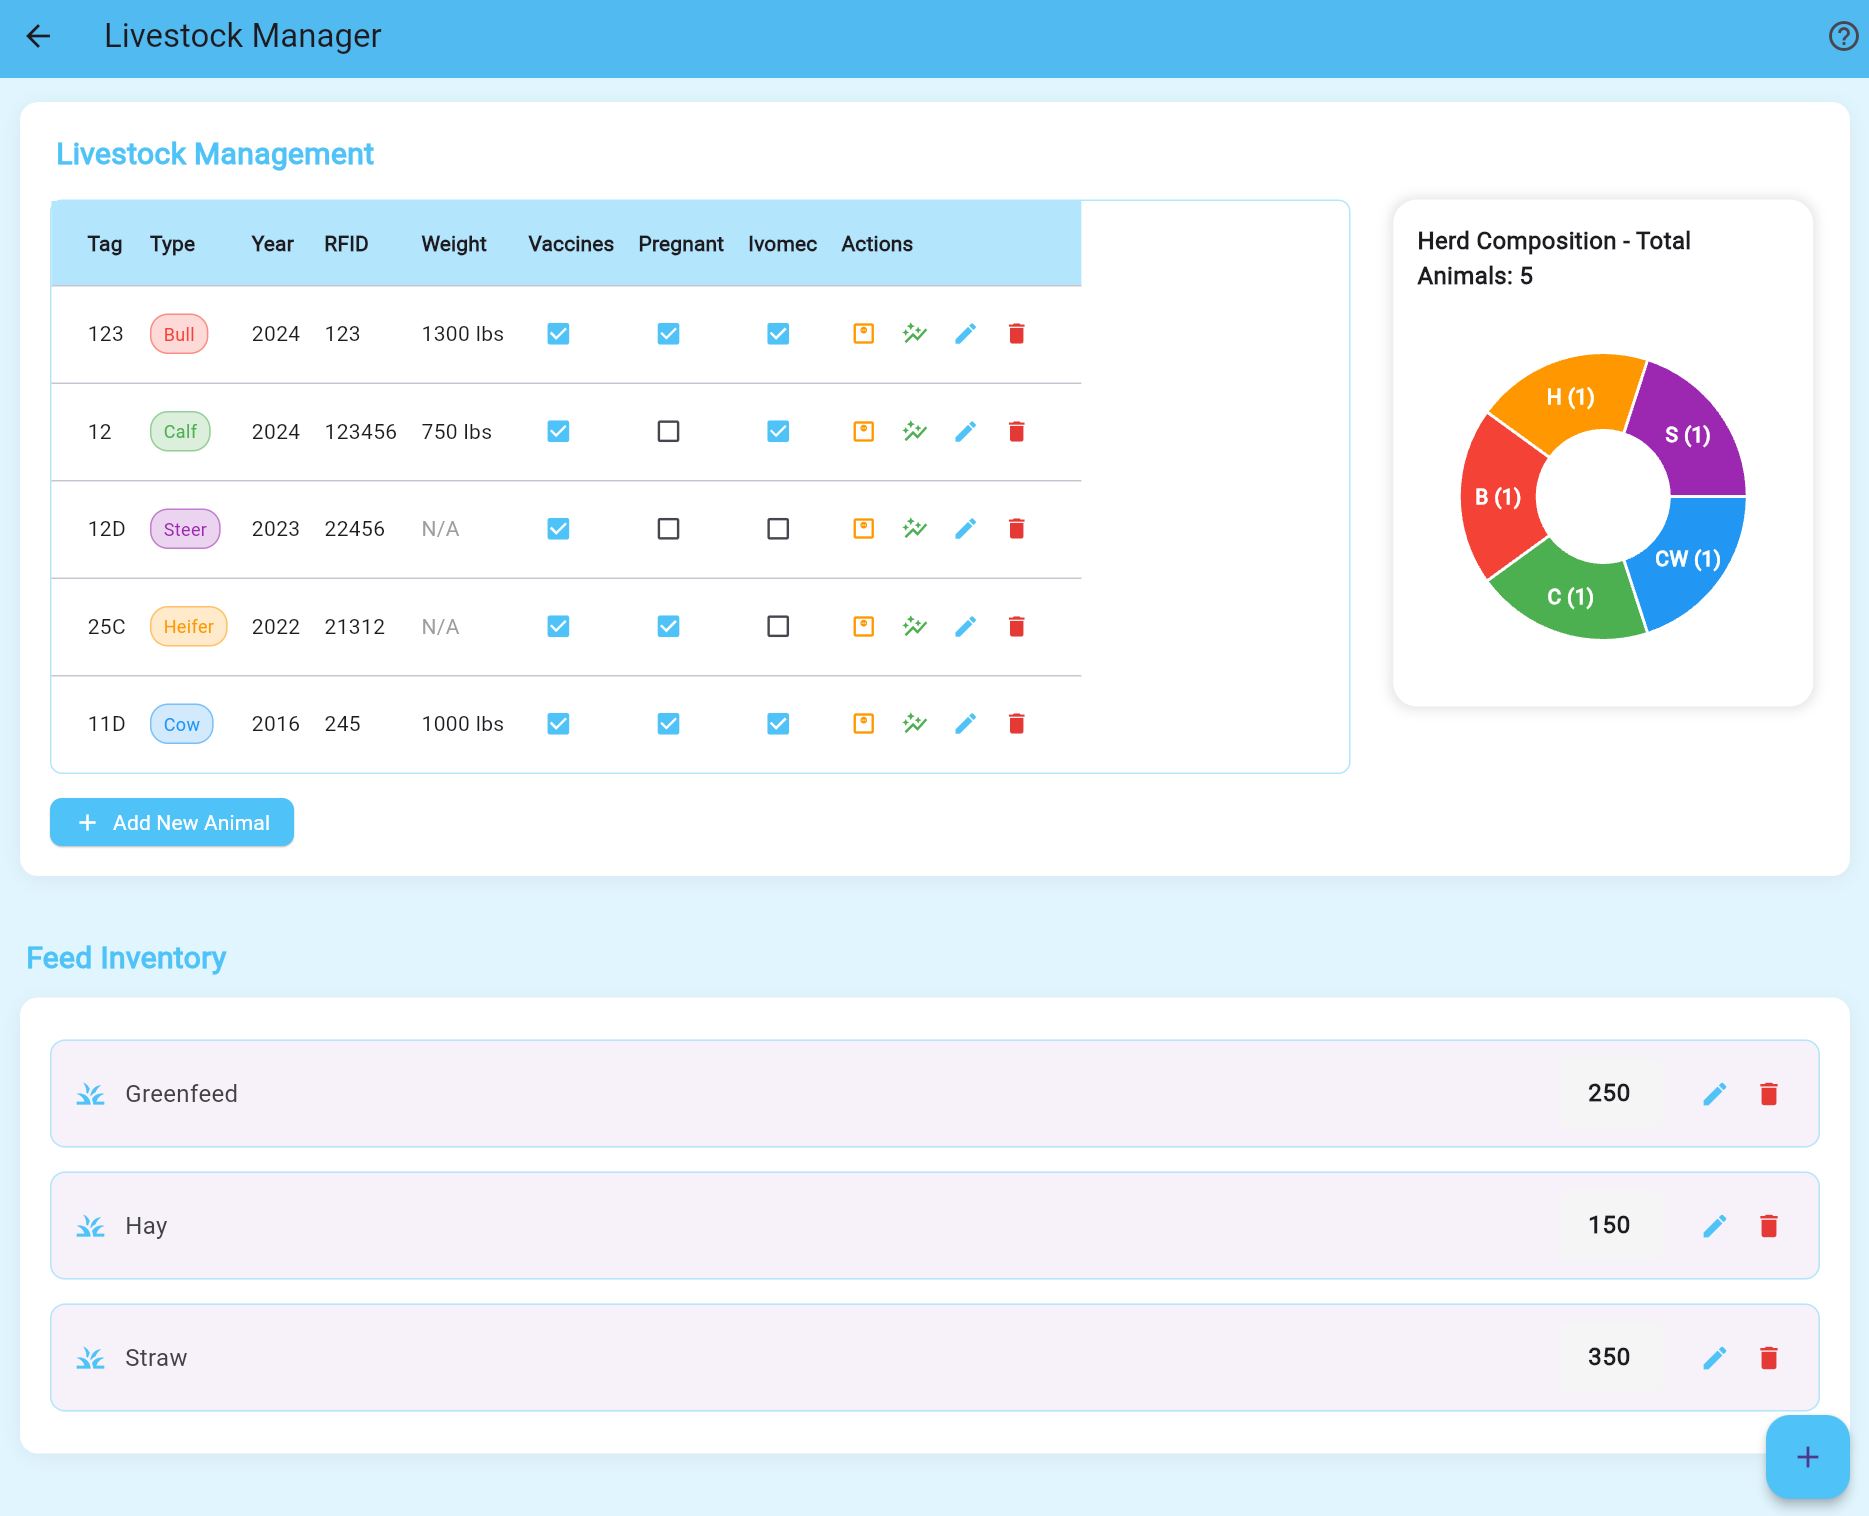 Livestock Manager
Livestock Management
Tag Type Year RFID Weight Vaccines Pregnant Ivomec Actions
123 Bull 2024 123 1300 lbs
12 Calf 2024 123456 750 lbs
12D Steer 2023 22456 N/A
25C Heifer 2022 21312 N/A
11D Cow 2016 245 1000 lbs
Add New Animal
Herd Composition - Total
Animals: 5
H (1)
S (1)
B (1)
CW (1)
C (1)
Feed Inventory
Greenfeed 250
Hay 150
Straw 350